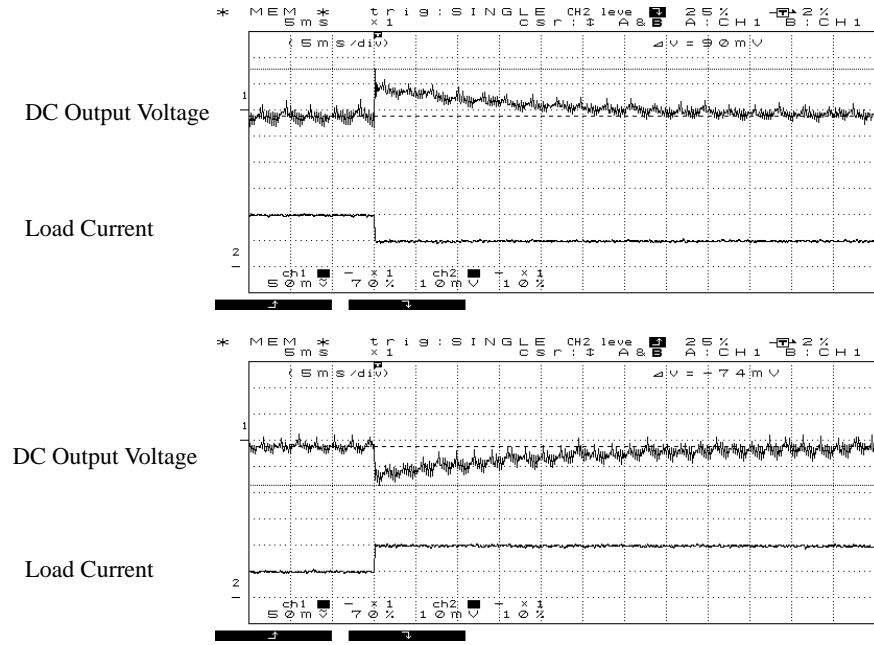 * MEM * trig:SINGLE CH2 leve 25% T 2%
5ms ×1 csr:↕ A&B A:CH1 B:CH1
(5ms/div) ⊿V=90mV
1
DC Output Voltage
Load Current
2
ch1 - ×1 ch2 - ×1
50mV 70% 10mV 10%
* MEM * trig:SINGLE CH2 leve 25% T 2%
5ms ×1 csr:↕ A&B A:CH1 B:CH1
(5ms/div) ⊿V=-74mV
1
DC Output Voltage
Load Current
2
ch1 - ×1 ch2 - ×1
50mV 70% 10mV 10%